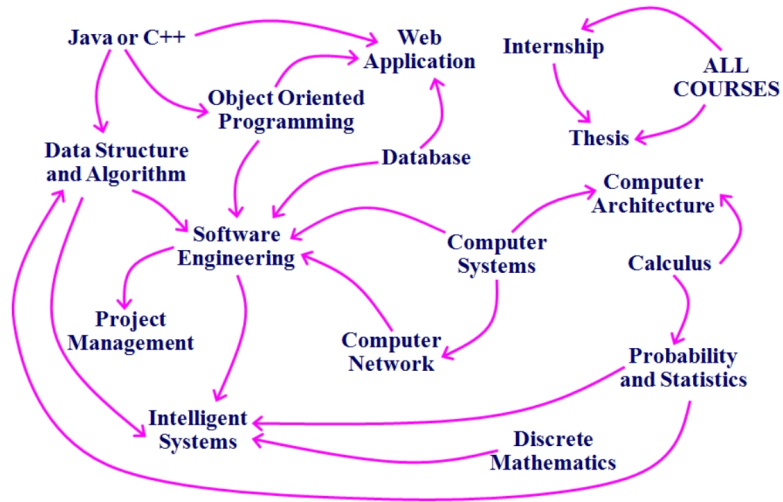 Java or C++
Web
Application
Internship
ALL
COURSES
Object Oriented
Programming
Thesis
Data Structure
and Algorithm
Database
Computer
Architecture
Software
Engineering
Computer
Systems
Calculus
Project
Management
Computer
Network
Probability
and Statistics
Intelligent
Systems
Discrete
Mathematics